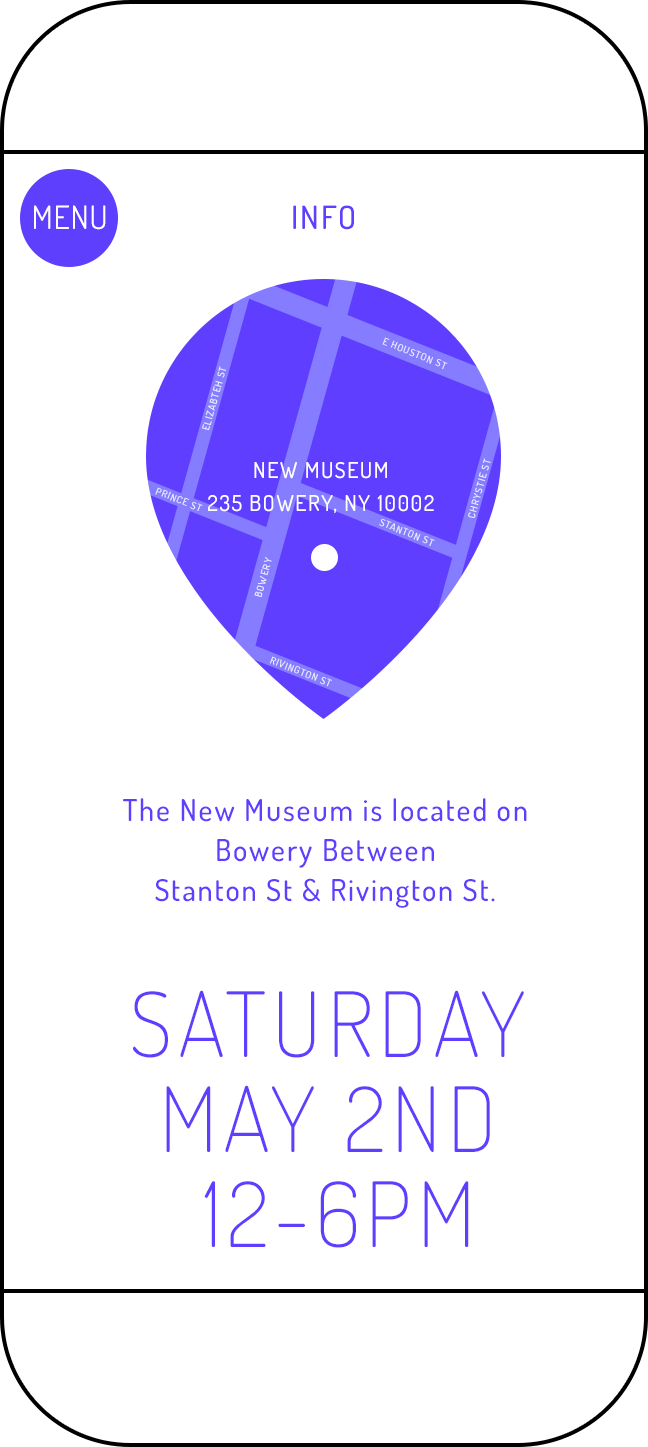 MENU
INFO
E HOUSTON ST
ELIZABTEH ST
CHRYSTIE ST
NEW MUSEUM
PRINCE ST
235 BOWERY, NY 10002
STANTON ST
BOWERY
RIVINGTON ST
The New Museum is located on
Bowery Between
Stanton St & Rivington St.
SATURDAY
MAY 2ND
12-6PM